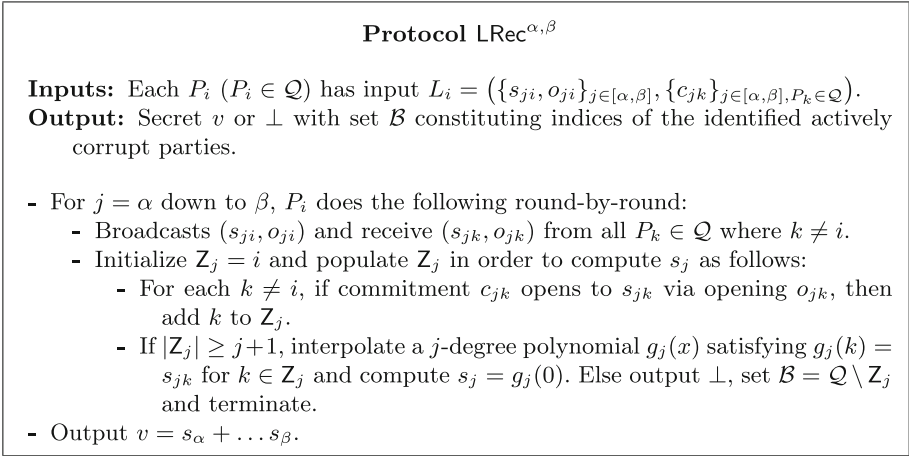 Protocol LRec^{α,β}
Inputs: Each P_i (P_i ∈ 𝒬) has input L_i = ({s_{ji}, o_{ji}}_{j∈[α,β]}, {c_{jk}}_{j∈[α,β],P_k∈𝒬}).
Output: Secret v or ⊥ with set ℬ constituting indices of the identified actively
corrupt parties.
- For j = α down to β, P_i does the following round-by-round:
- Broadcasts (s_{ji}, o_{ji}) and receive (s_{jk}, o_{jk}) from all P_k ∈ 𝒬 where k ≠ i.
- Initialize Z_j = i and populate Z_j in order to compute s_j as follows:
- For each k ≠ i, if commitment c_{jk} opens to s_{jk} via opening o_{jk}, then
add k to Z_j.
- If |Z_j| ≥ j+1, interpolate a j-degree polynomial g_j(x) satisfying g_j(k) =
s_{jk} for k ∈ Z_j and compute s_j = g_j(0). Else output ⊥, set ℬ = 𝒬 \ Z_j
and terminate.
- Output v = s_α + … s_β.